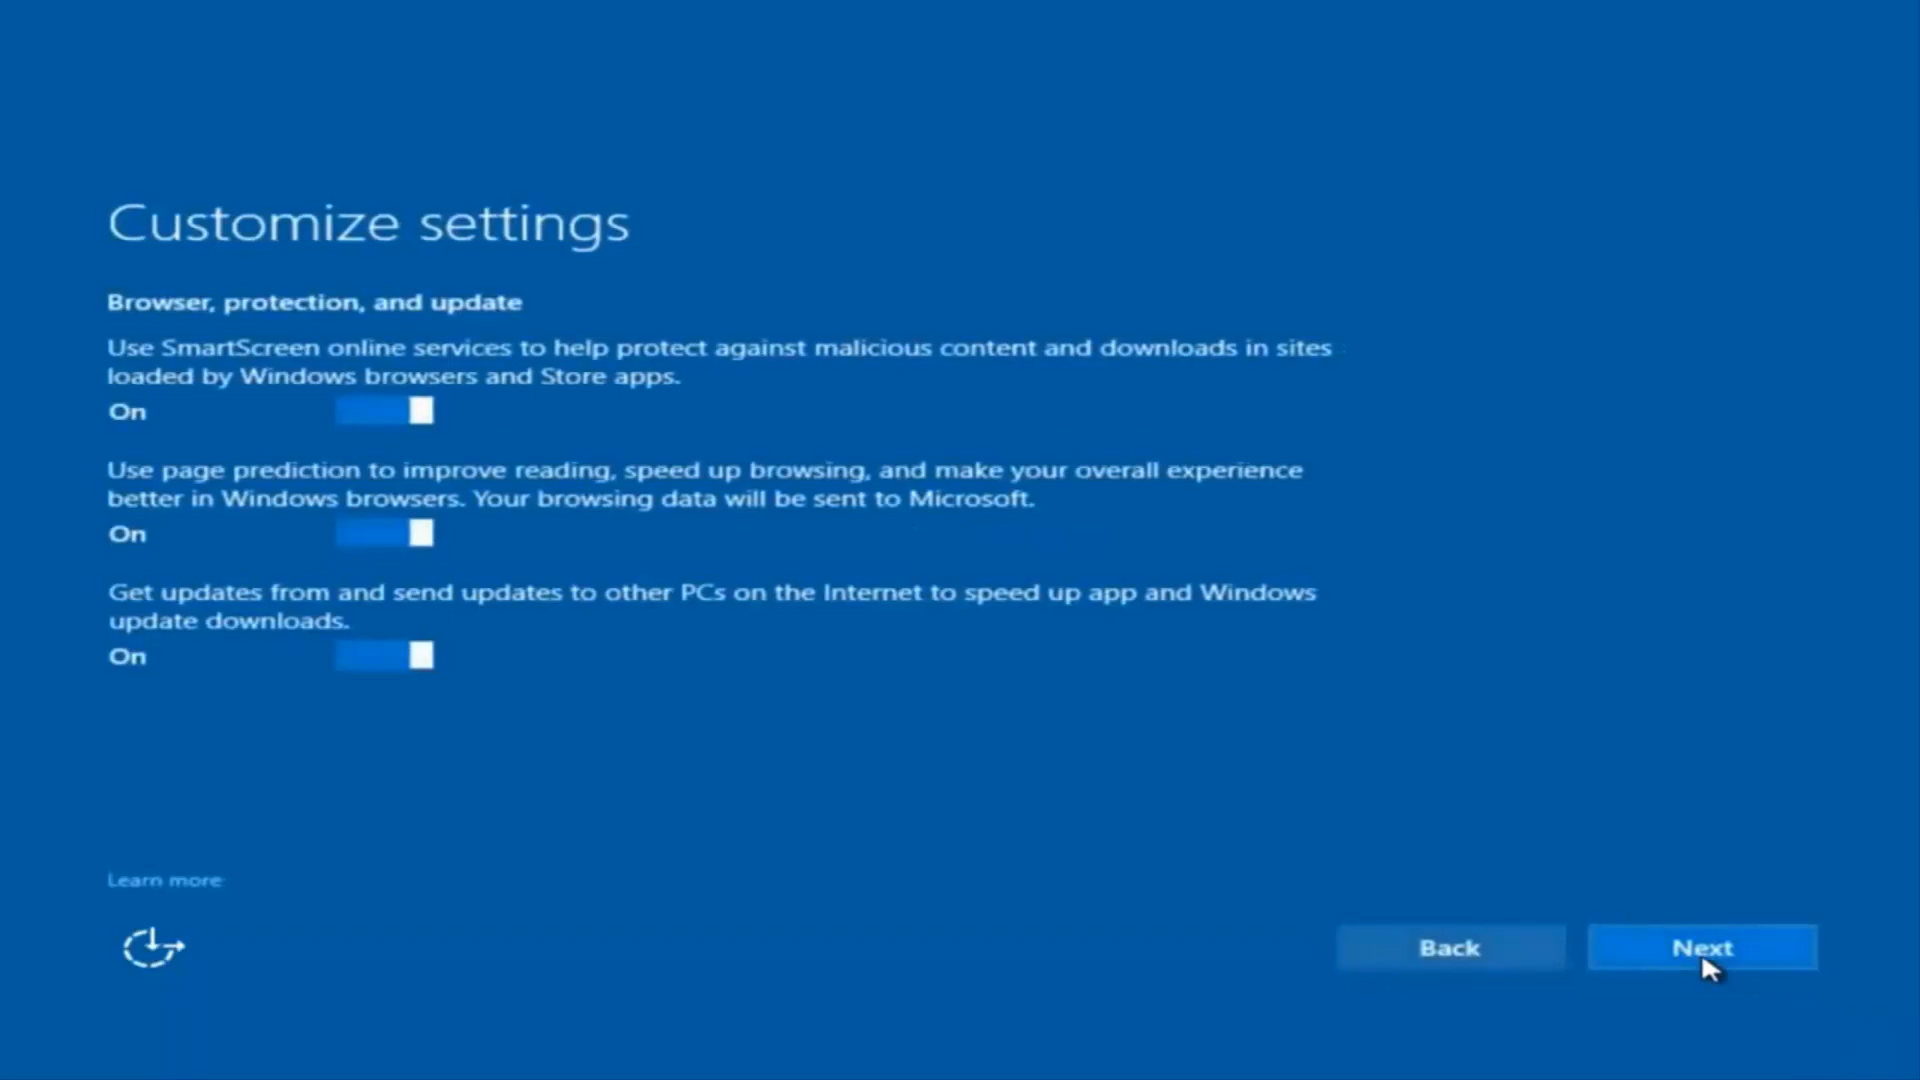 Customize settings
Browser, protection, and update
Use SmartScreen online services to help protect against malicious content and downloads in sites
loaded by Windows browsers and Store apps.
On
Use page prediction to improve reading, speed up browsing, and make your overall experience
better in Windows browsers. Your browsing data will be sent to Microsoft.
On
Get updates from and send updates to other PCs on the Internet to speed up app and Windows
update downloads.
On
Learn more
Back
Next